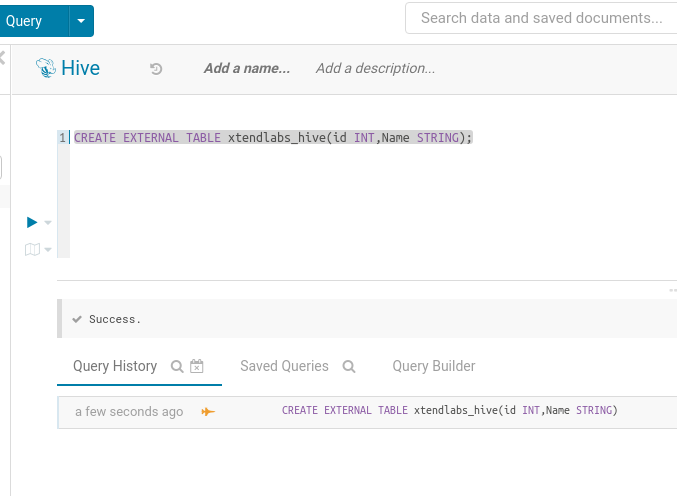 Query
Search data and saved documents...
Hive
Add a name...
Add a description...
1
CREATE EXTERNAL TABLE xtendlabs_hive(id INT,Name STRING);
Success.
Query History
Saved Queries
Query Builder
a few seconds ago
CREATE EXTERNAL TABLE xtendlabs_hive(id INT,Name STRING)